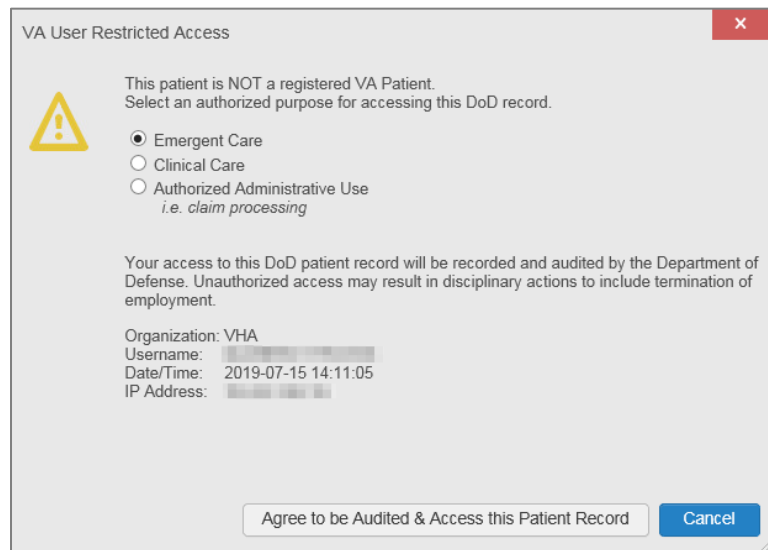 VA User Restricted Access
This patient is NOT a registered VA Patient.
Select an authorized purpose for accessing this DoD record.
Emergent Care
Clinical Care
Authorized Administrative Use
i.e. claim processing
Your access to this DoD patient record will be recorded and audited by the Department of
Defense. Unauthorized access may result in disciplinary actions to include termination of
employment.
Organization: VHA
Username:
Date/Time: 2019-07-15 14:11:05
IP Address:
Agree to be Audited & Access this Patient Record
Cancel